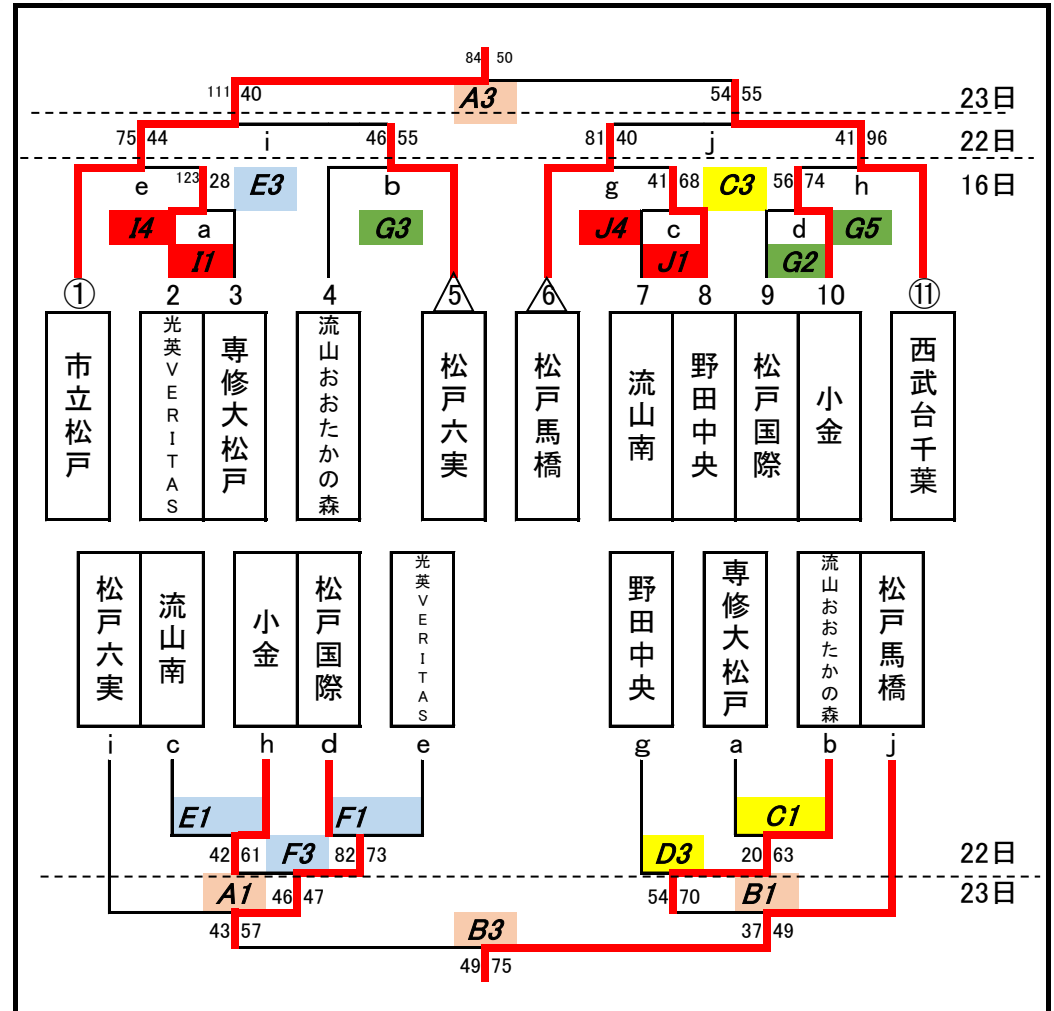 84 50
111 40 A3 54 55 23日
75 44 i 46 55 81 40 j 41 96 22日
e 123 28 E3 b g 41 68 C3 56 74 h 16日
I4 a G3 J4 c d G5
I1 J1 G2
① 2 3 4 5 6 7 8 9 10 ⑪
市立松戸
光英VERITAS
専修大松戸
流山おおたかの森
松戸六実
松戸馬橋
流山南
野田中央
松戸国際
小金
西武台千葉
松戸六実
流山南
小金
松戸国際
光英VERITAS
野田中央
専修大松戸
流山おおたかの森
松戸馬橋
i c h d e g a b j
E1 F1 C1
42 61 F3 82 73 D3 20 63 22日
A1 46 47 54 70 B1 23日
43 57 B3 37 49
49 75